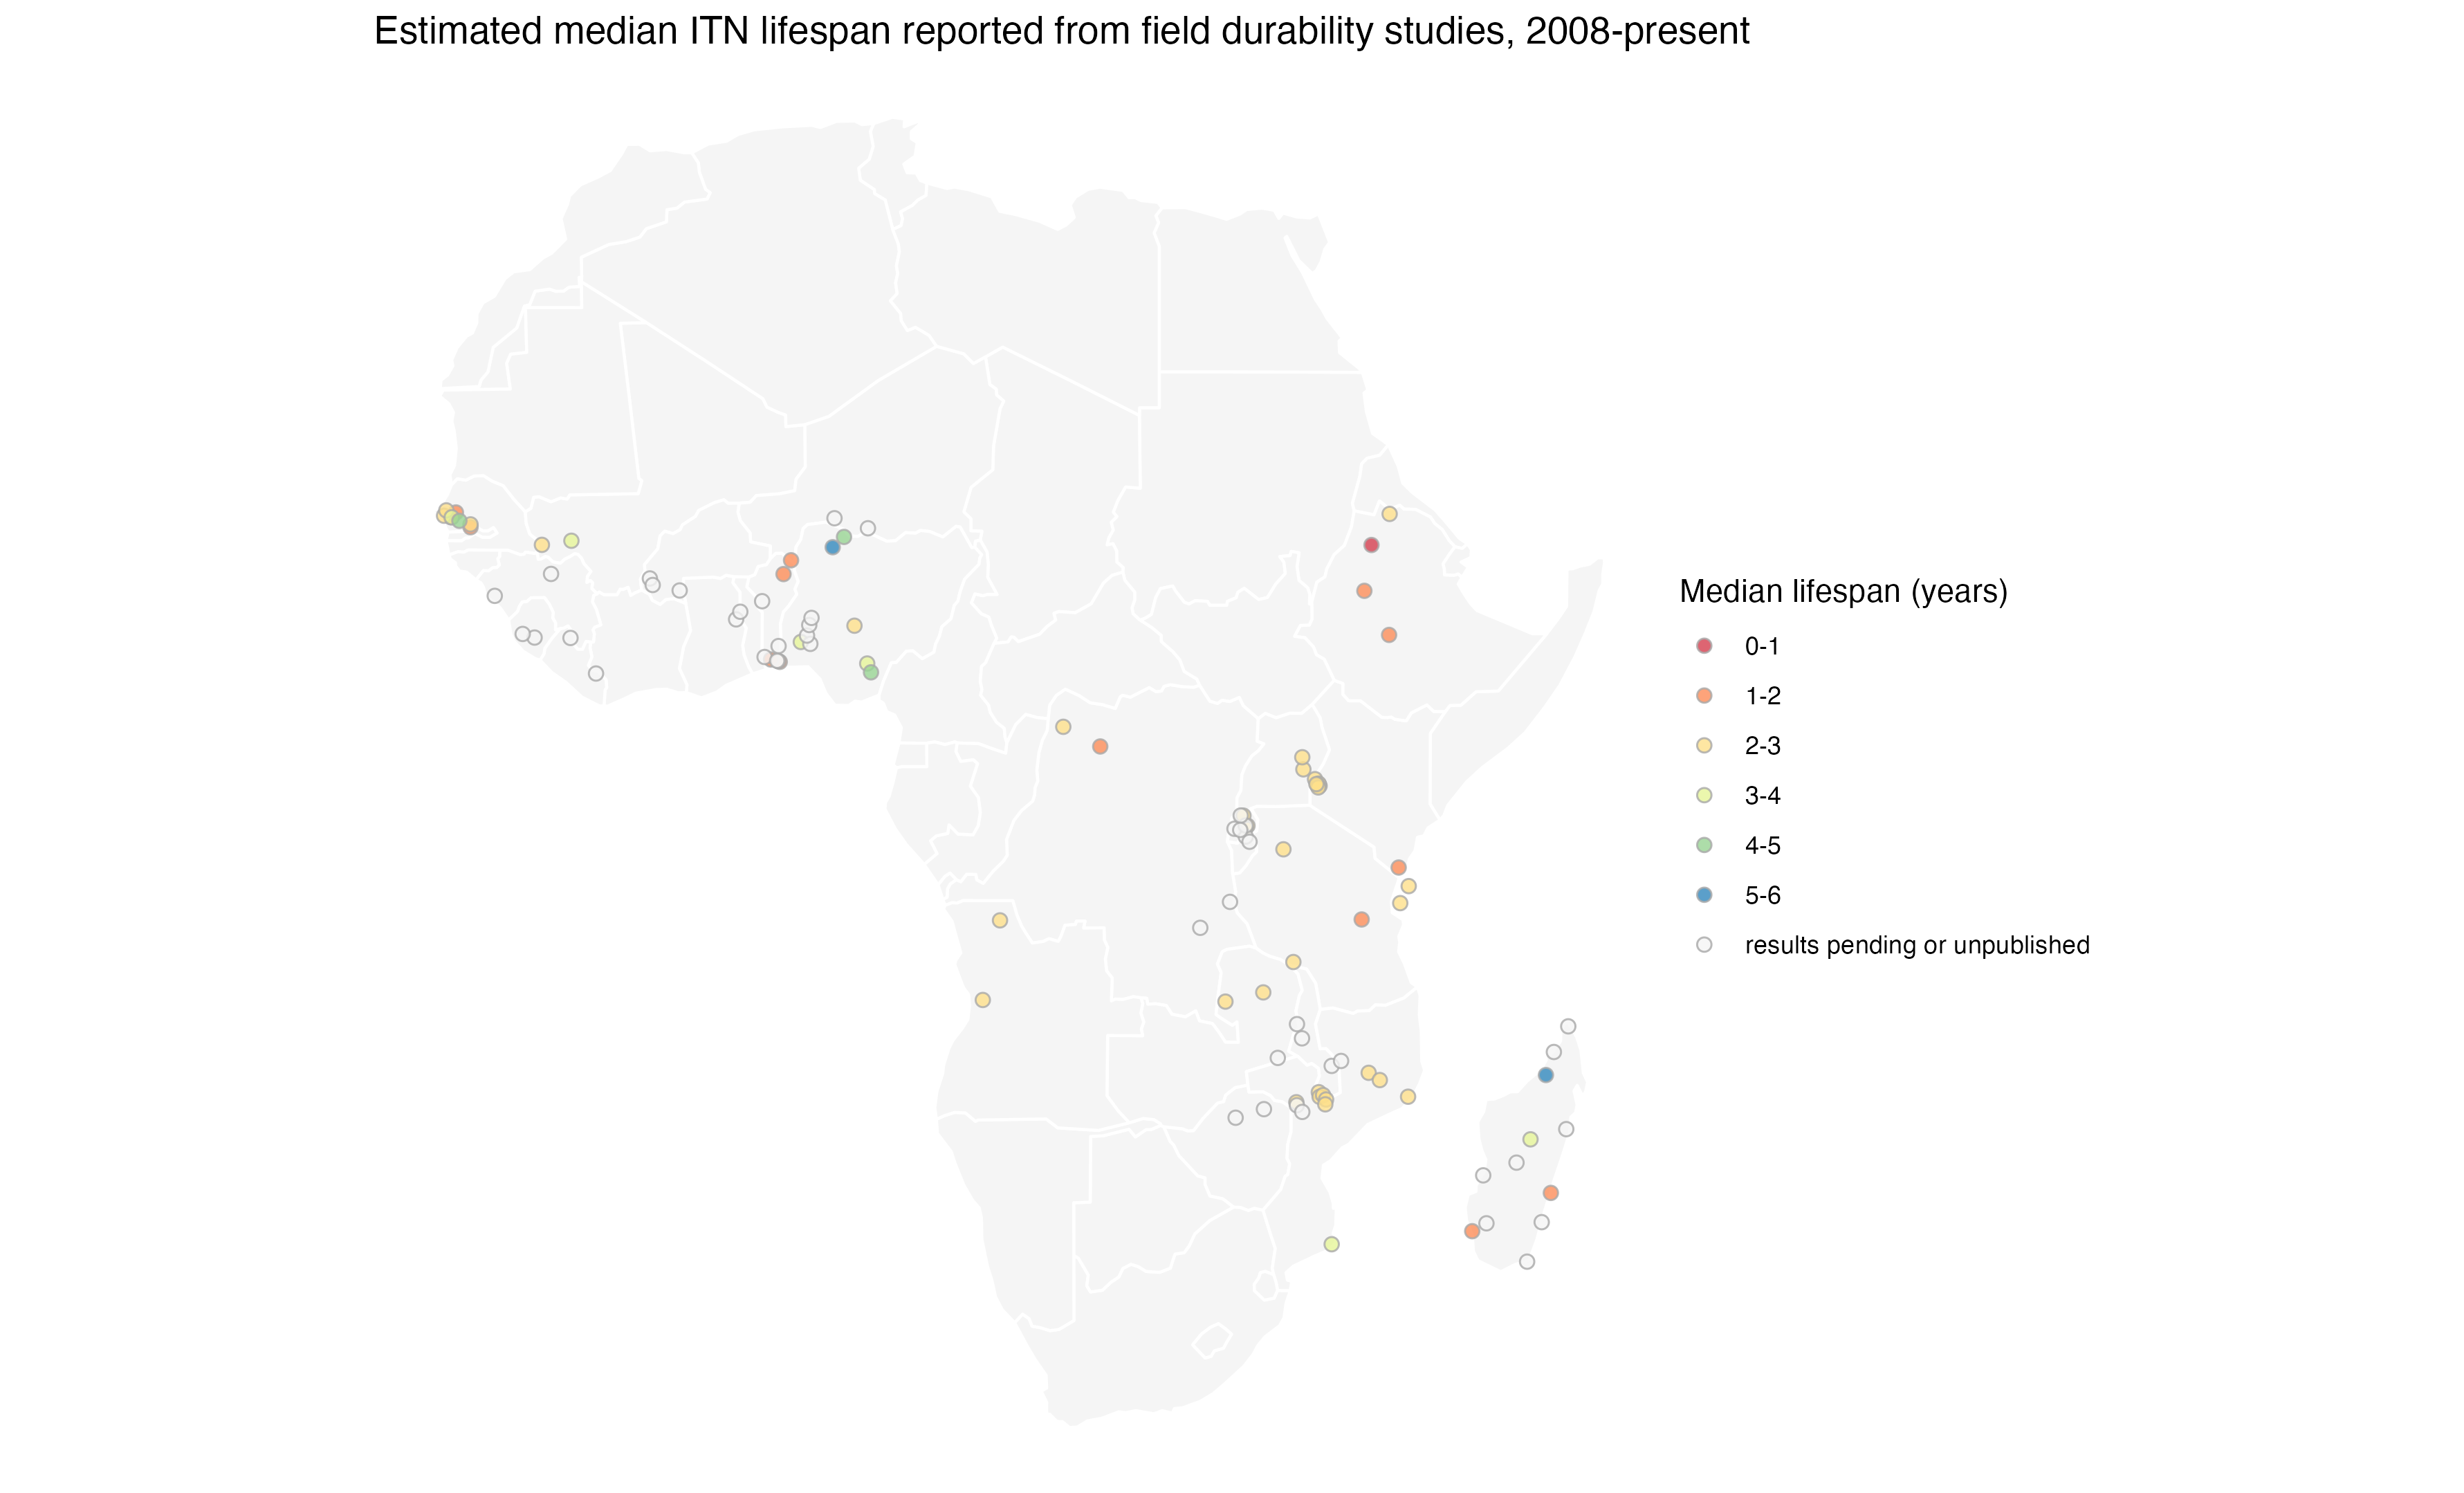 Estimated median ITN lifespan reported from field durability studies, 2008-present
Median lifespan (years)
0-1
1-2
2-3
3-4
4-5
5-6
results pending or unpublished